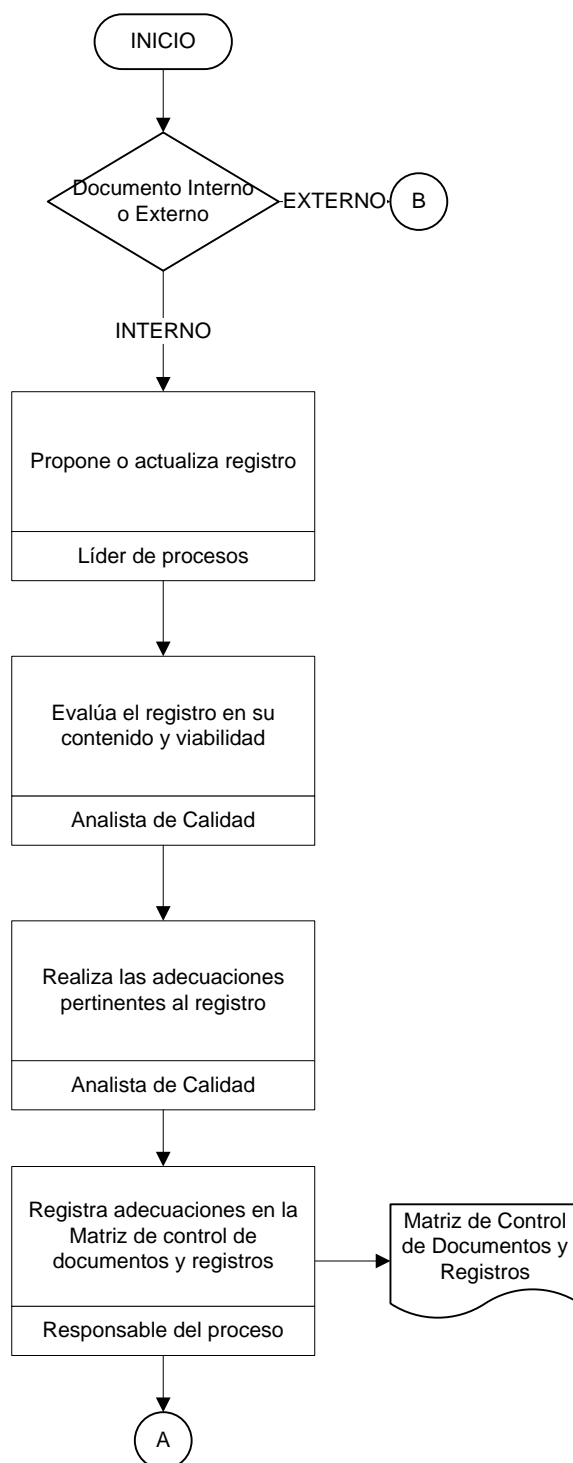 INICIO
Documento Interno
o Externo
EXTERNO
B
INTERNO
Propone o actualiza registro
Líder de procesos
Evalúa el registro en su
contenido y viabilidad
Analista de Calidad
Realiza las adecuaciones
pertinentes al registro
Analista de Calidad
Registra adecuaciones en la
Matriz de control de
documentos y registros
Responsable del proceso
Matriz de Control
de Documentos y
Registros
A